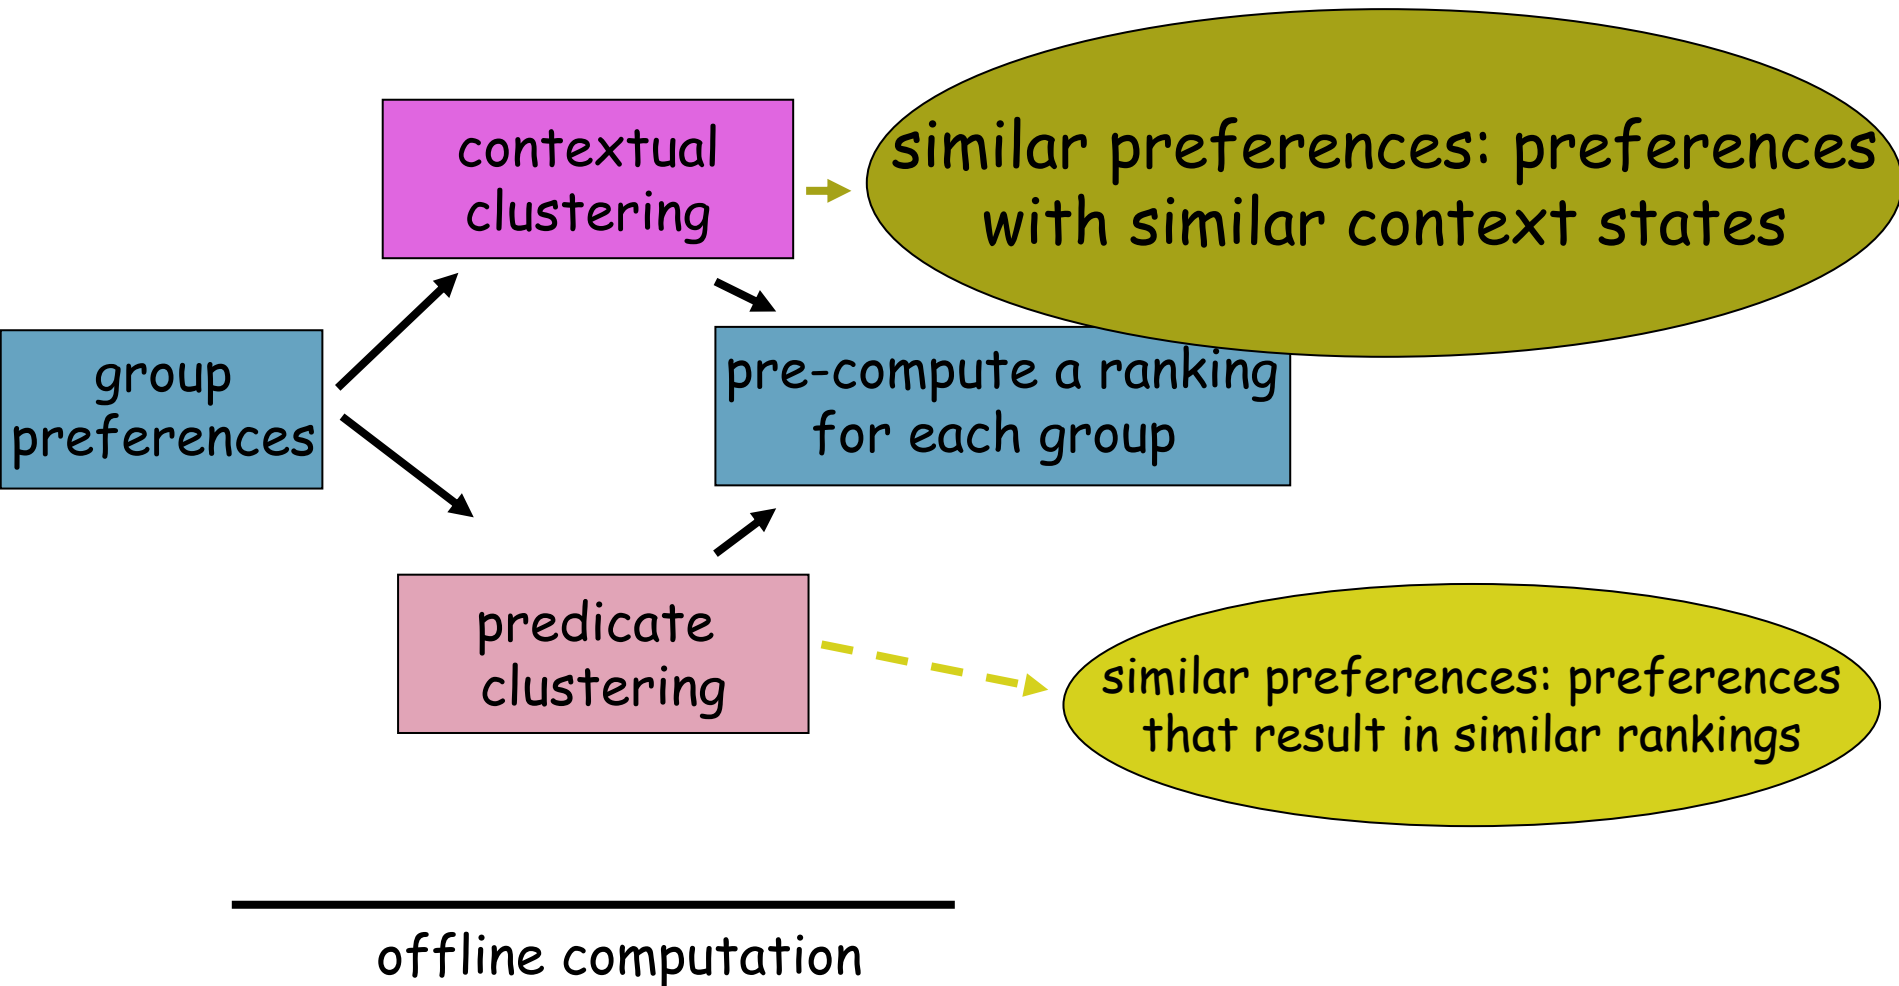 contextual
clustering
similar preferences: preferences
with similar context states
group
preferences
pre-compute a ranking
for each group
predicate
clustering
similar preferences: preferences
that result in similar rankings
offline computation